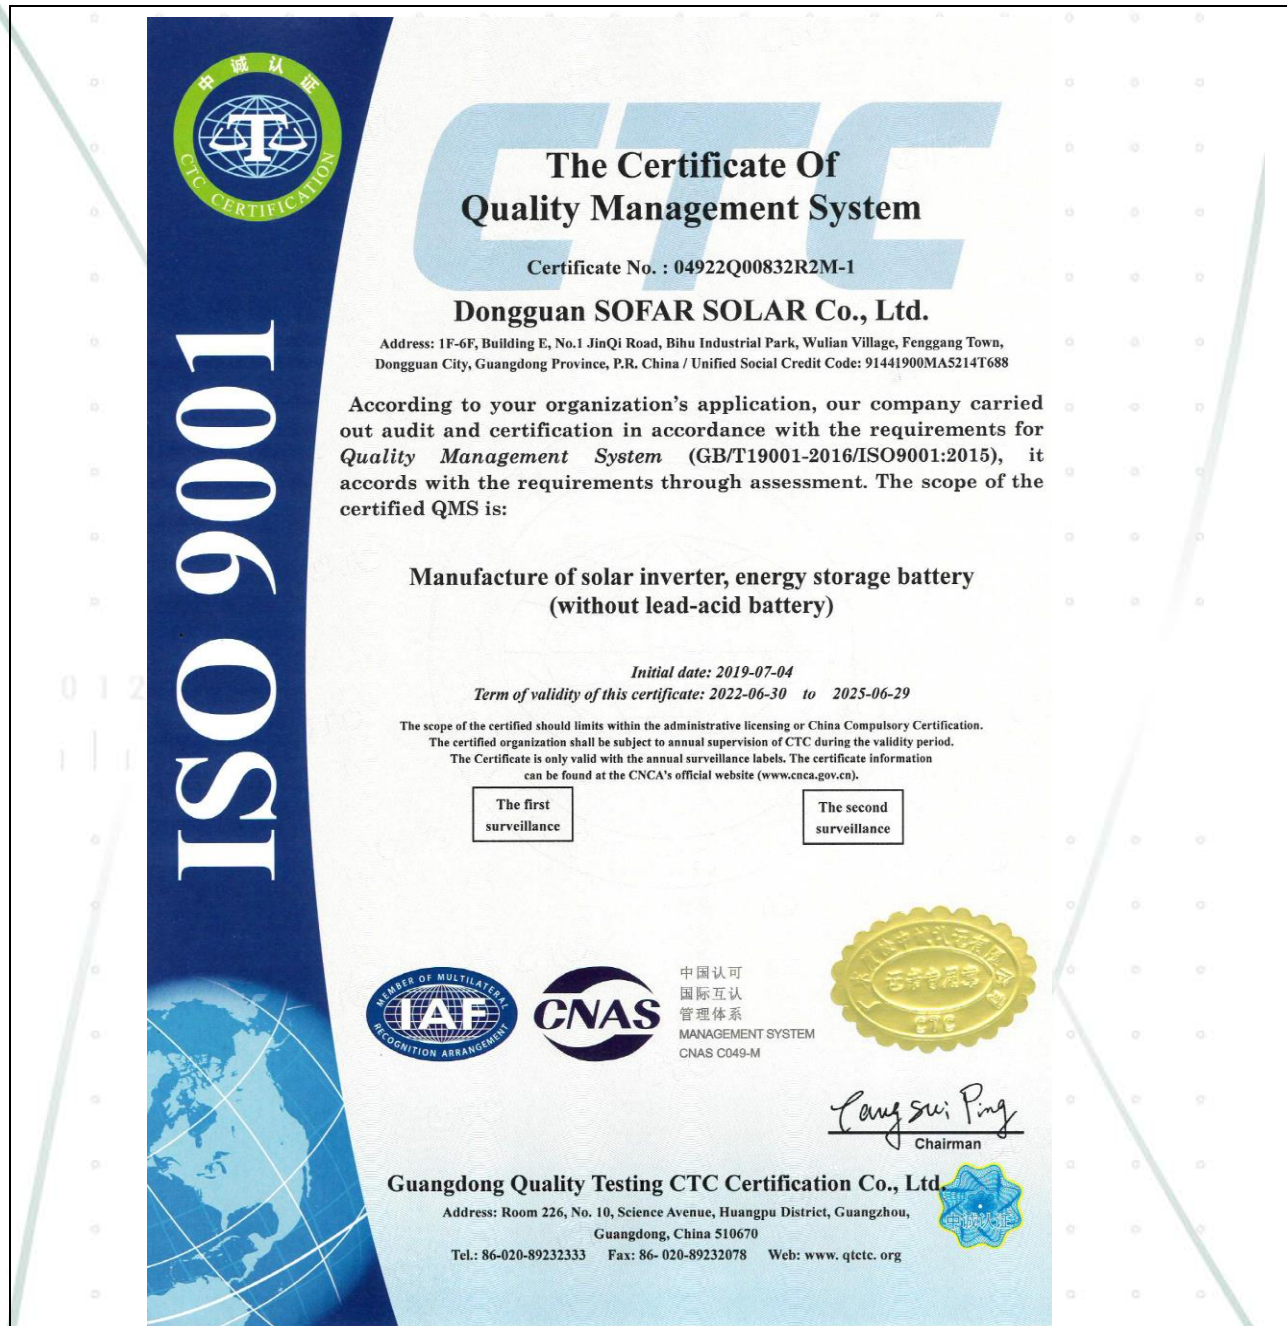 中 诚 认 证
CTC CERTIFICATION
T
CTC
ISO 9001
The Certificate Of
Quality Management System
Certificate No. : 04922Q00832R2M-1
Dongguan SOFAR SOLAR Co., Ltd.
Address: 1F-6F, Building E, No.1 JinQi Road, Bihu Industrial Park, Wulian Village, Fenggang Town,
Dongguan City, Guangdong Province, P.R. China / Unified Social Credit Code: 91441900MA5214T688
According to your organization's application, our company carried
out audit and certification in accordance with the requirements for
Quality Management System (GB/T19001-2016/ISO9001:2015), it
accords with the requirements through assessment. The scope of the
certified QMS is:
Manufacture of solar inverter, energy storage battery
(without lead-acid battery)
Initial date: 2019-07-04
Term of validity of this certificate: 2022-06-30 to 2025-06-29
0 1 2
The scope of the certified should limits within the administrative licensing or China Compulsory Certification.
The certified organization shall be subject to annual supervision of CTC during the validity period.
The Certificate is only valid with the annual surveillance labels. The certificate information
can be found at the CNCA's official website (www.cnca.gov.cn).
The first
surveillance
The second
surveillance
MEMBER OF MULTILATERAL
IAF
RECOGNITION ARRANGEMENT
CNAS
中国认可
国际互认
管理体系
MANAGEMENT SYSTEM
CNAS C049-M
CTC
Chairman
Guangdong Quality Testing CTC Certification Co., Ltd.
Address: Room 226, No. 10, Science Avenue, Huangpu District, Guangzhou,
Guangdong, China 510670
Tel.: 86-020-89232333 Fax: 86- 020-89232078 Web: www. qtctc. org
中诚认证